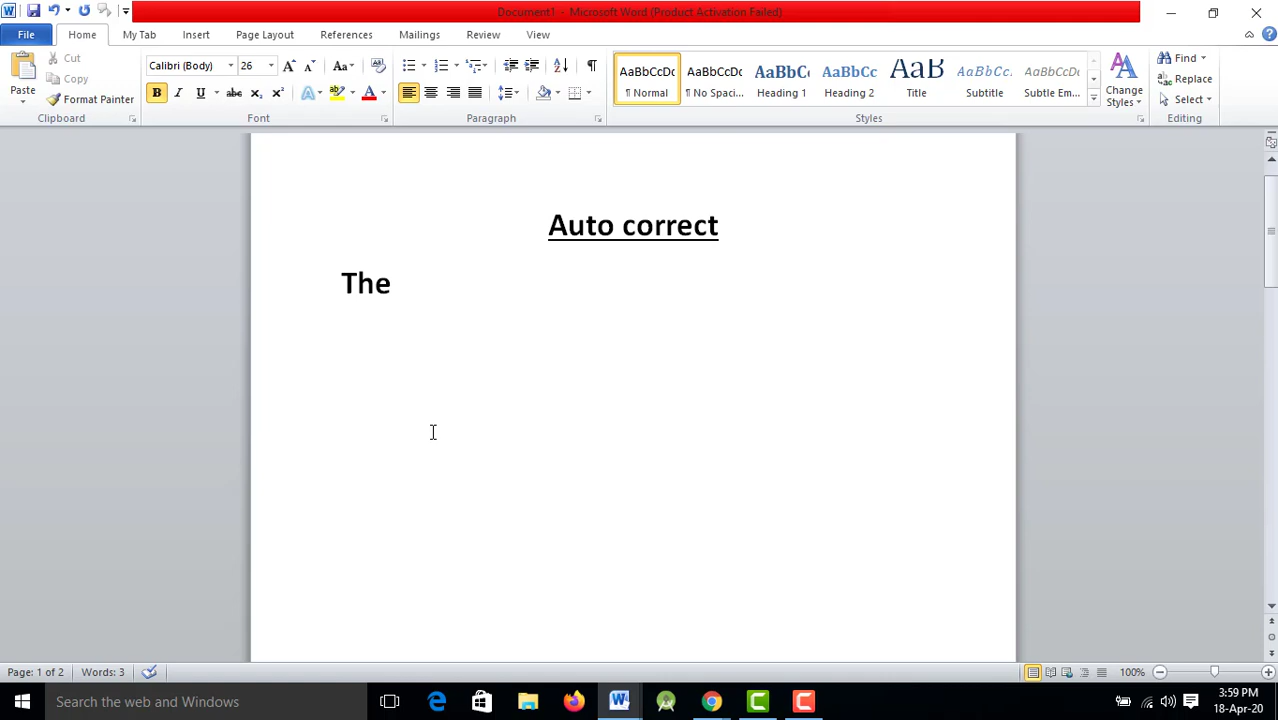 Document1 - Microsoft Word (Product Activation Failed)
File Home My Tab Insert Page Layout References Mailings Review View
Paste
Cut
Copy
Format Painter
Clipboard
Calibri (Body) 26
Font
Paragraph
AaBbCcDc AaBbCcDc AaBbC AaBbCc AaB AaBbCc. AaBbCcDc
¶ Normal ¶ No Spaci... Heading 1 Heading 2 Title Subtitle Subtle Em...
Change
Styles
Styles
Find
Replace
Select
Editing
Auto correct
The
Page: 1 of 2 Words: 3 100%
Search the web and Windows
3:59 PM
18-Apr-20